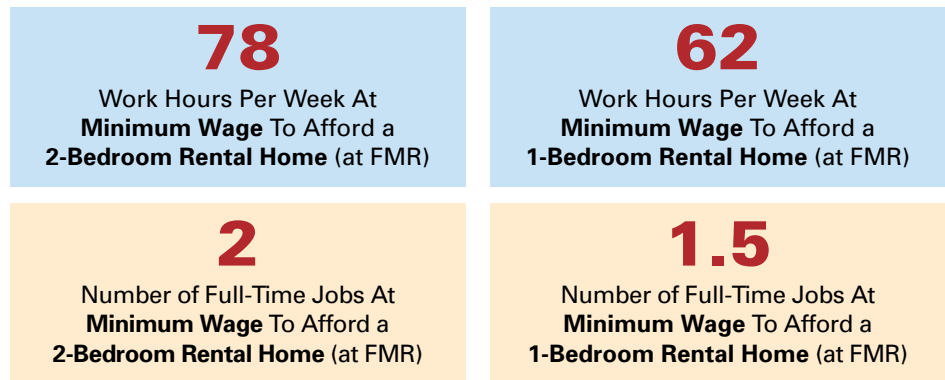 78
Work Hours Per Week At
Minimum Wage To Afford a
2-Bedroom Rental Home (at FMR)
62
Work Hours Per Week At
Minimum Wage To Afford a
1-Bedroom Rental Home (at FMR)
2
Number of Full-Time Jobs At
Minimum Wage To Afford a
2-Bedroom Rental Home (at FMR)
1.5
Number of Full-Time Jobs At
Minimum Wage To Afford a
1-Bedroom Rental Home (at FMR)